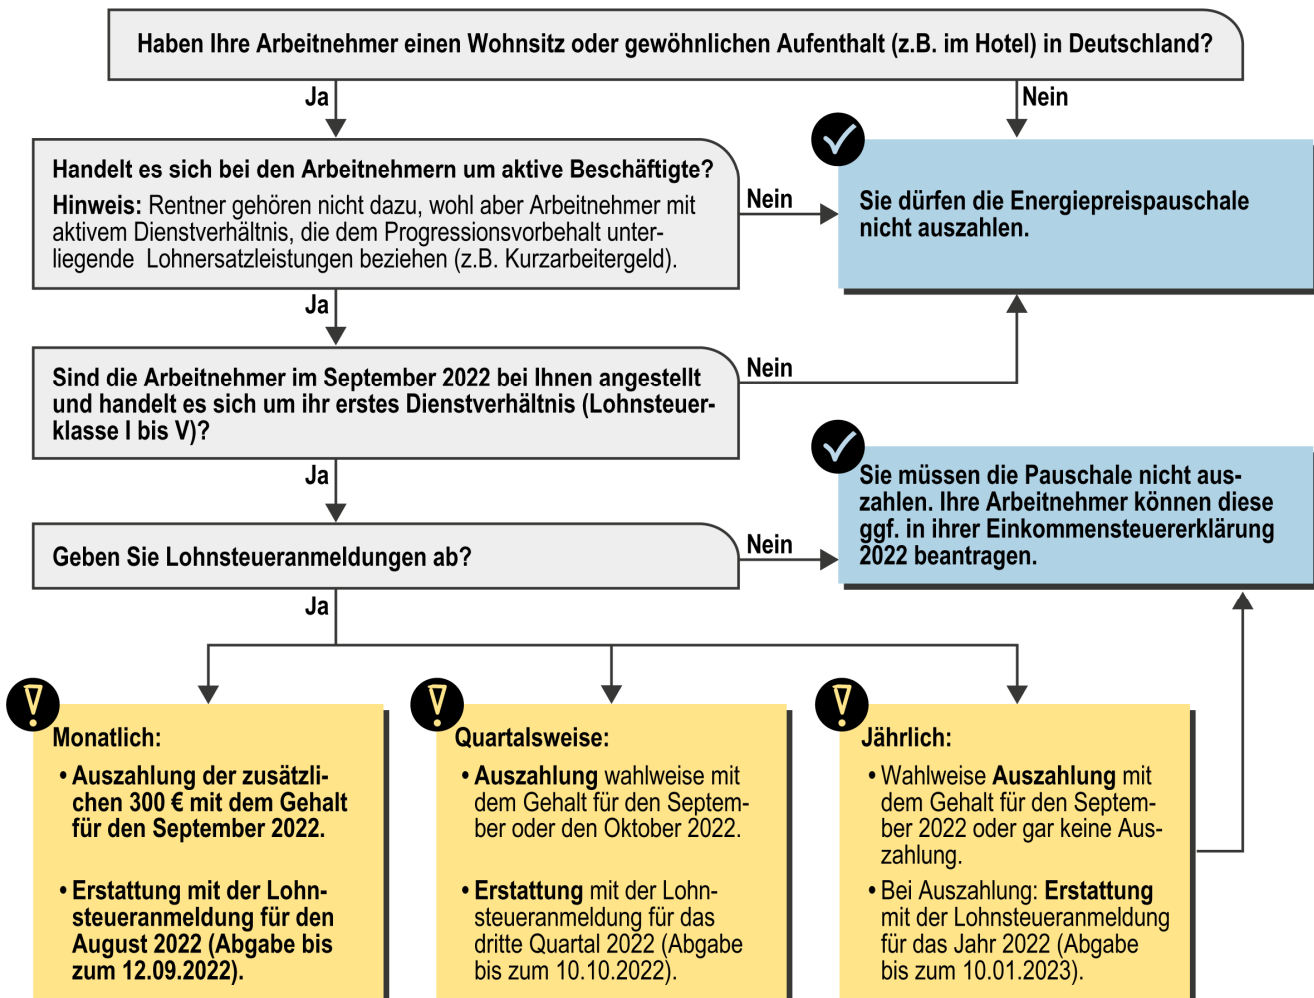 Haben Ihre Arbeitnehmer einen Wohnsitz oder gewöhnlichen Aufenthalt (z.B. im Hotel) in Deutschland?
Ja
Nein
Handelt es sich bei den Arbeitnehmern um aktive Beschäftigte?
Hinweis: Rentner gehören nicht dazu, wohl aber Arbeitnehmer mit
aktivem Dienstverhältnis, die dem Progressionsvorbehalt unter-
liegende Lohnersatzleistungen beziehen (z.B. Kurzarbeitergeld).
Nein
Sie dürfen die Energiepreispauschale
nicht auszahlen.
Ja
Sind die Arbeitnehmer im September 2022 bei Ihnen angestellt
und handelt es sich um ihr erstes Dienstverhältnis (Lohnsteuer-
klasse I bis V)?
Nein
Ja
Sie müssen die Pauschale nicht aus-
zahlen. Ihre Arbeitnehmer können diese
ggf. in ihrer Einkommensteuererklärung
2022 beantragen.
Geben Sie Lohnsteueranmeldungen ab?
Nein
Ja
Monatlich:
• Auszahlung der zusätzli-
chen 300 € mit dem Gehalt
für den September 2022.
• Erstattung mit der Lohn-
steueranmeldung für den
August 2022 (Abgabe bis
zum 12.09.2022).
Quartalsweise:
• Auszahlung wahlweise mit
dem Gehalt für den Septem-
ber oder den Oktober 2022.
• Erstattung mit der Lohn-
steueranmeldung für das
dritte Quartal 2022 (Abgabe
bis zum 10.10.2022).
Jährlich:
• Wahlweise Auszahlung mit
dem Gehalt für den Septem-
ber 2022 oder gar keine Aus-
zahlung.
• Bei Auszahlung: Erstattung
mit der Lohnsteueranmeldung
für das Jahr 2022 (Abgabe
bis zum 10.01.2023).